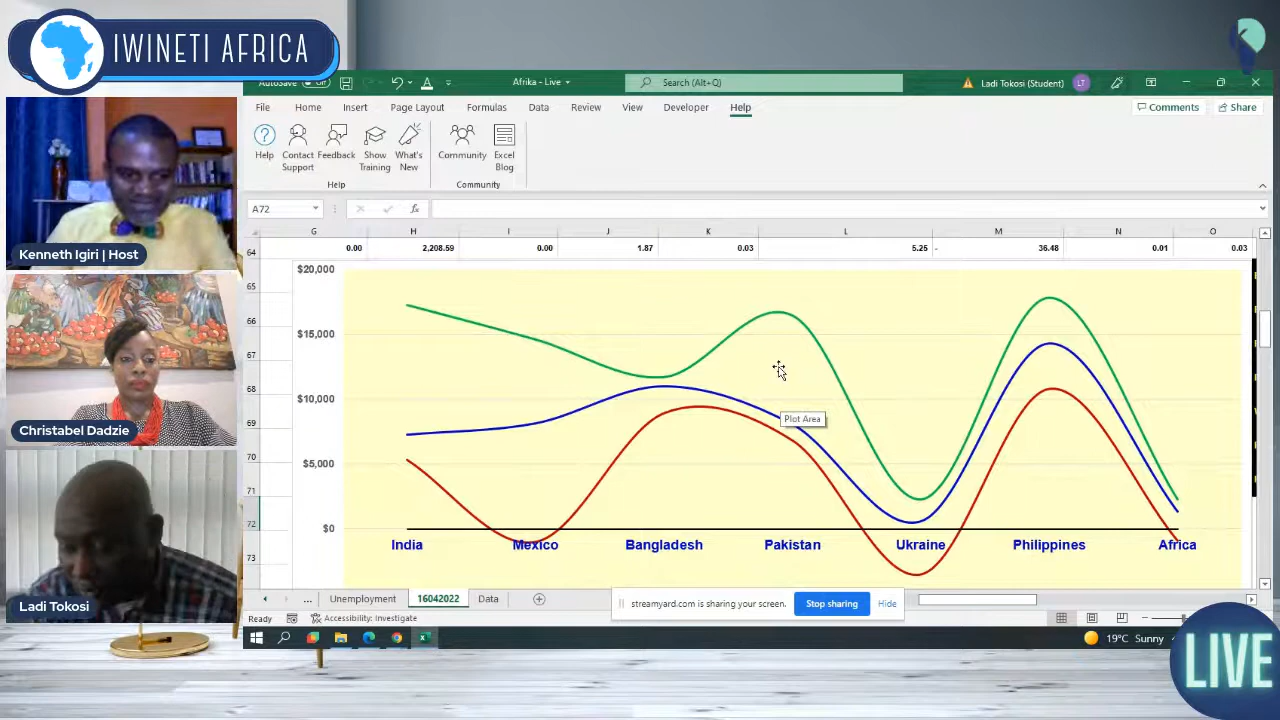 IWINETI AFRICA
AutoSave Off
Afrika - Live
Search (Alt+Q)
Ladi Tokosi (Student)
LT
File Home Insert Page Layout Formulas Data Review View Developer Help
Comments Share
Help Contact Support Feedback Show Training What's New Community Excel Blog
Help Community
A72
fx
G H I J K L M N O
64 0.00 2,208.59 0.00 1.87 0.03 5.25 - 36.48 0.01 0.03
65
66
67
68
69
70
71
72
73
$20,000
$15,000
$10,000
$5,000
$0
Plot Area
India Mexico Bangladesh Pakistan Ukraine Philippines Africa
... Unemployment 16042022 Data
streamyard.com is sharing your screen. Stop sharing Hide
Ready Accessibility: Investigate
19°C Sunny
Kenneth Igiri | Host
Christabel Dadzie
Ladi Tokosi
LIVE